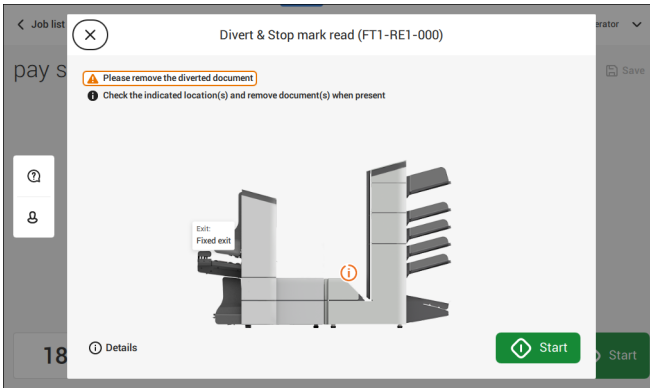 Job list
Divert & Stop mark read (FT1-RE1-000)
erator
pay s
Save
Please remove the diverted document
Check the indicated location(s) and remove document(s) when present
Exit:
Fixed exit
18
Details
Start
Start